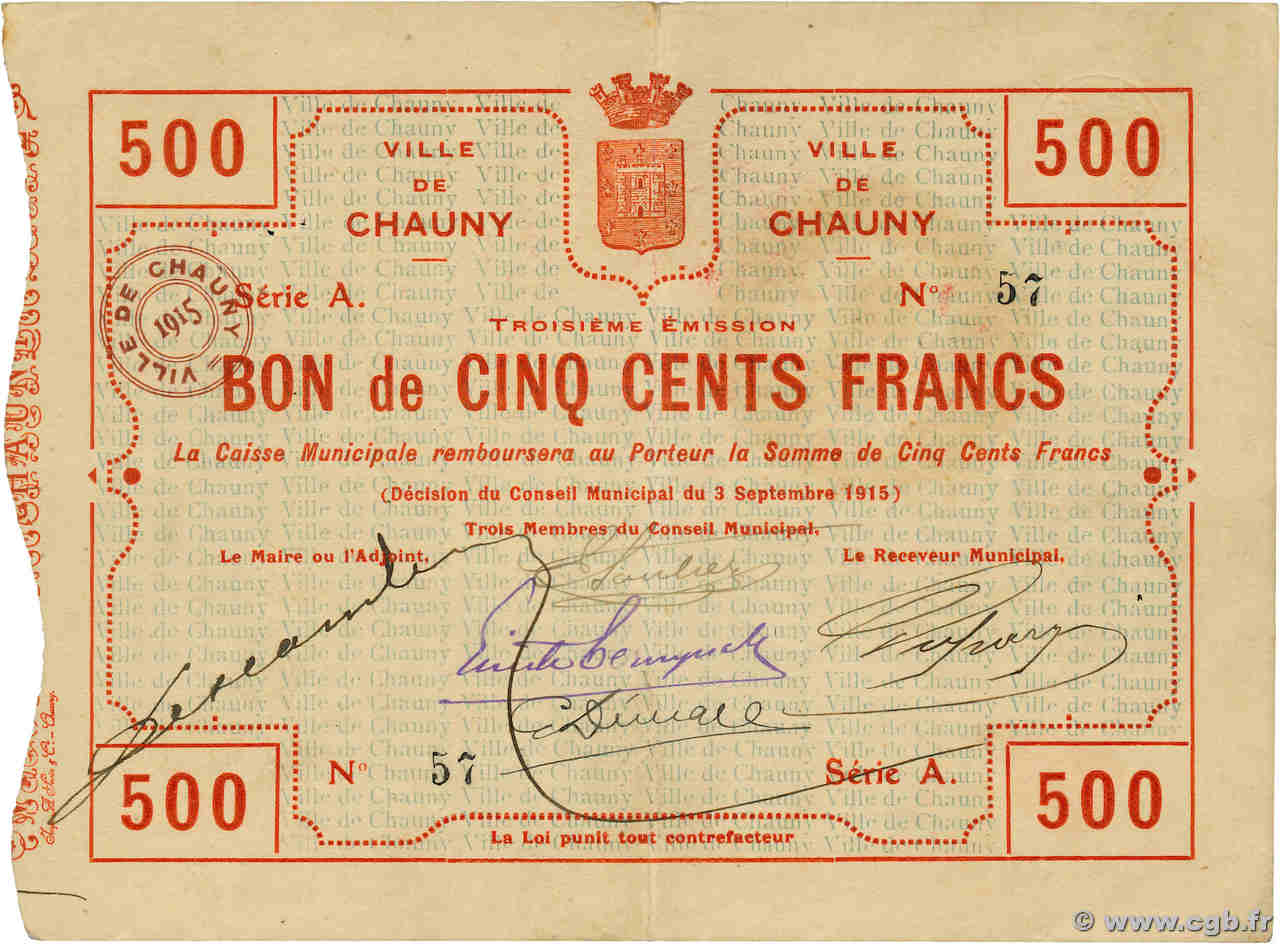 500 VILLE VILLE 500
DE DE
CHAUNY CHAUNY
Série A. Nº 57
VILLE DE CHAUNY
1915
TROISIÈME ÉMISSION
BON de CINQ CENTS FRANCS
La Caisse Municipale remboursera au Porteur la Somme de Cinq Cents Francs
(Décision du Conseil Municipal du 3 Septembre 1915)
Trois Membres du Conseil Municipal,
Le Maire ou l'Adjoint, Le Receveur Municipal,
500 Nº 57 Série A. 500
La Loi punit tout contrefacteur
© www.cgb.fr